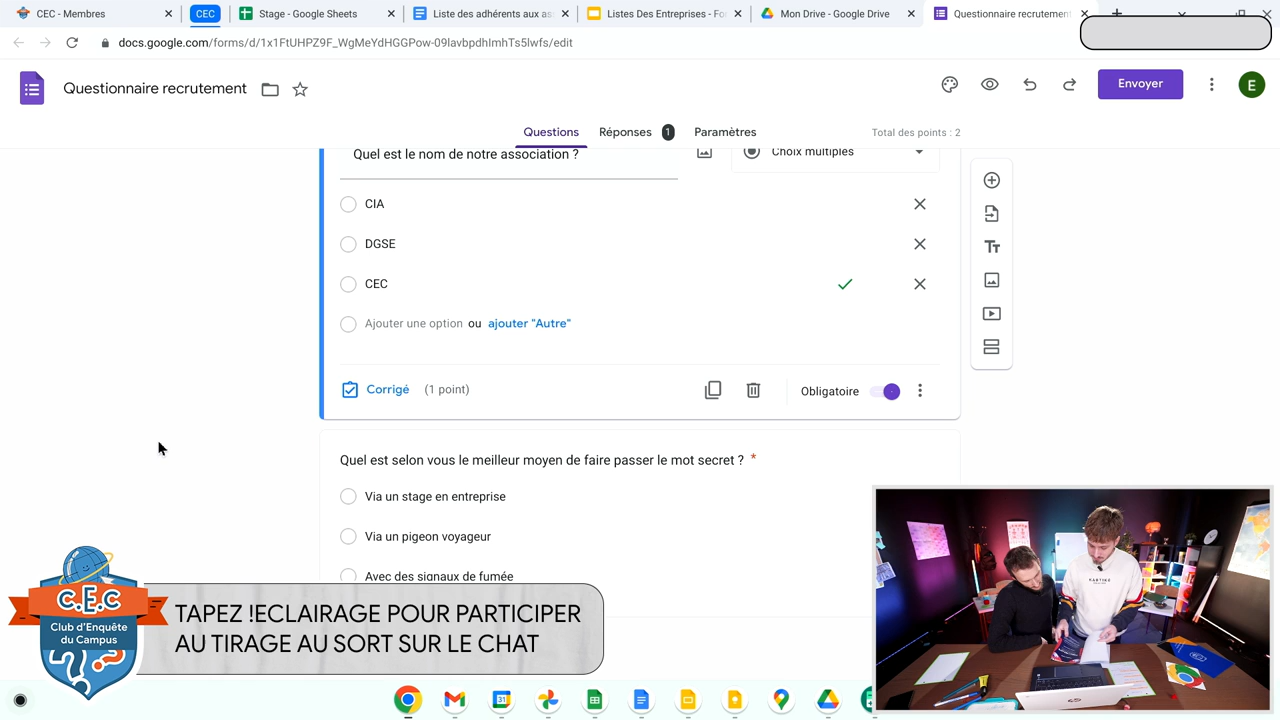 CEC - Membres
CEC
Stage - Google Sheets
Liste des adhérents aux as
Listes Des Entreprises - Fo
Mon Drive - Google Drive
Questionnaire recrutement
docs.google.com/forms/d/1x1FtUHPZ9F_WgMeYdHGGPow-09lavbpdhImhTs5lwfs/edit
Questionnaire recrutement
Envoyer
E
Questions
Réponses 1
Paramètres
Total des points : 2
Quel est le nom de notre association ?
Choix multiples
CIA
DGSE
CEC
Ajouter une option ou ajouter "Autre"
Corrigé (1 point)
Obligatoire
Quel est selon vous le meilleur moyen de faire passer le mot secret ? *
Via un stage en entreprise
Via un pigeon voyageur
Avec des signaux de fumée
C.E.C
Club d'Enquête
du Campus
TAPEZ !ECLAIRAGE POUR PARTICIPER
AU TIRAGE AU SORT SUR LE CHAT